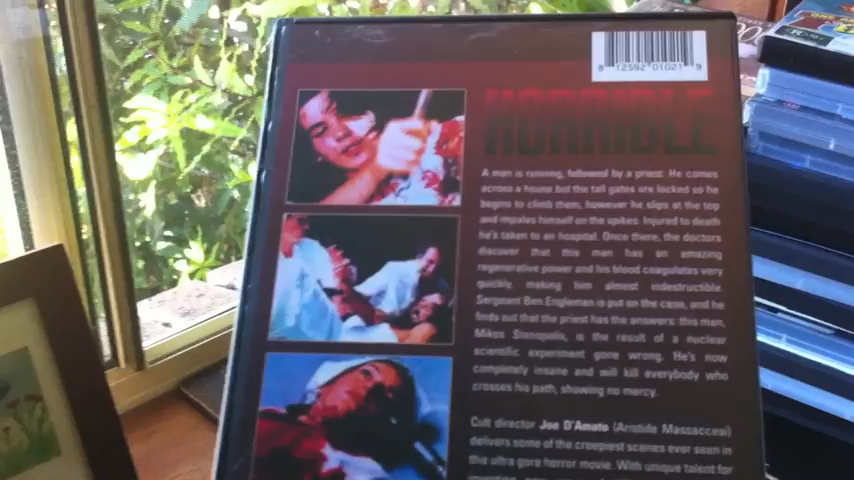 8 12592 01021 9
HORRIBLE
A man is running, followed by a priest. He comes
across a house but the tall gates are locked so he
begins to climb them, however he slips at the top
and impales himself on the spikes. Injured to death
he's taken to an hospital. Once there, the doctors
discover that this man has an amazing
regenerative power and his blood coagulates very
quickly, making him almost indestructible.
Sergeant Ben Engleman is put on the case, and he
finds out that the priest has the answers: this man,
Mikos Stenopolis, is the result of a nuclear
scientific experiment gone wrong. He's now
completely insane and will kill everybody who
crosses his path, showing no mercy.
Cult director Joe D'Amato (Aristide Massaccesi)
delivers some of the creepiest scenes ever seen in
this ultra gore horror movie. With unique talent for